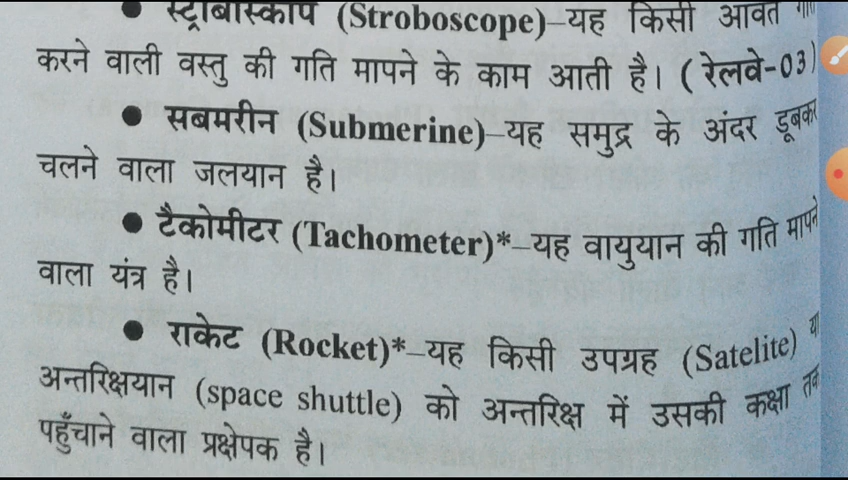 ● स्ट्रोबोस्कोप (Stroboscope)–यह किसी आवर्त गति
करने वाली वस्तु की गति मापने के काम आती है। (रेलवे-03)
● सबमरीन (Submerine)–यह समुद्र के अंदर डूबकर
चलने वाला जलयान है।
● टैकोमीटर (Tachometer)*–यह वायुयान की गति मापने
वाला यंत्र है।
● राकेट (Rocket)*–यह किसी उपग्रह (Satelite) या
अन्तरिक्षयान (space shuttle) को अन्तरिक्ष में उसकी कक्षा तक
पहुँचाने वाला प्रक्षेपक है।